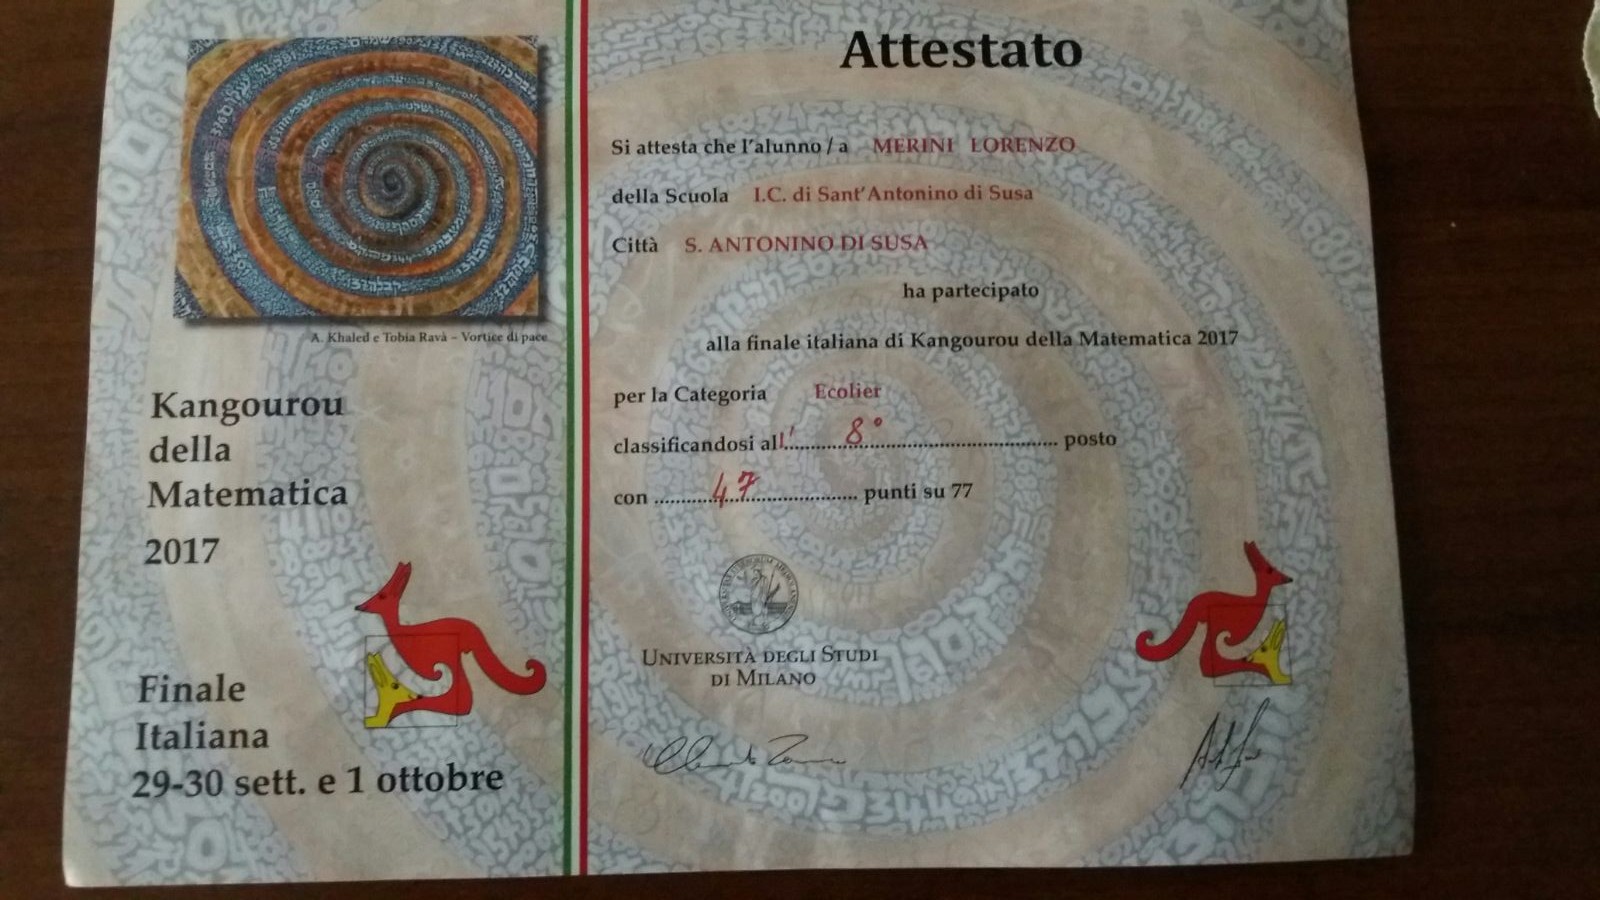 A. Khaled e Tobia Ravà – Vortice di pace
Kangourou
della
Matematica
2017
Finale
Italiana
29-30 sett. e 1 ottobre
Attestato
Si attesta che l'alunno / a MERINI LORENZO
della Scuola I.C. di Sant'Antonino di Susa
Città S. ANTONINO DI SUSA
ha partecipato
alla finale italiana di Kangourou della Matematica 2017
per la Categoria Ecolier
classificandosi all'........8°........................ posto
con ..........47............... punti su 77
UNIVERSITÀ DEGLI STUDI
DI MILANO